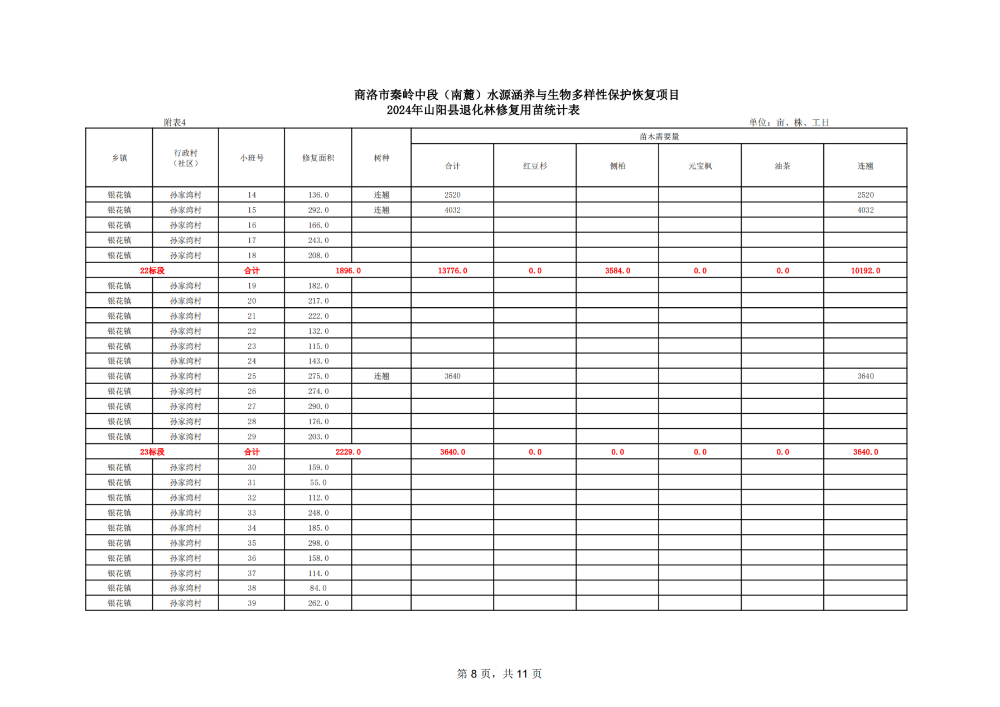 商洛市秦岭中段（南麓）水源涵养与生物多样性保护恢复项目
2024年山阳县退化林修复用苗统计表
附表4 单位：亩、株、工日
乡镇 行政村（社区） 小班号 修复面积 树种 苗木需要量
合计 红豆杉 侧柏 元宝枫 油茶 连翘
银花镇 孙家湾村 14 136.0 连翘 2520 2520
银花镇 孙家湾村 15 292.0 连翘 4032 4032
银花镇 孙家湾村 16 166.0
银花镇 孙家湾村 17 243.0
银花镇 孙家湾村 18 208.0
22标段 合计 1896.0 13776.0 0.0 3584.0 0.0 0.0 10192.0
银花镇 孙家湾村 19 182.0
银花镇 孙家湾村 20 217.0
银花镇 孙家湾村 21 222.0
银花镇 孙家湾村 22 132.0
银花镇 孙家湾村 23 115.0
银花镇 孙家湾村 24 143.0
银花镇 孙家湾村 25 275.0 连翘 3640 3640
银花镇 孙家湾村 26 274.0
银花镇 孙家湾村 27 290.0
银花镇 孙家湾村 28 176.0
银花镇 孙家湾村 29 203.0
23标段 合计 2229.0 3640.0 0.0 0.0 0.0 0.0 3640.0
银花镇 孙家湾村 30 159.0
银花镇 孙家湾村 31 55.0
银花镇 孙家湾村 32 112.0
银花镇 孙家湾村 33 248.0
银花镇 孙家湾村 34 185.0
银花镇 孙家湾村 35 298.0
银花镇 孙家湾村 36 158.0
银花镇 孙家湾村 37 114.0
银花镇 孙家湾村 38 84.0
银花镇 孙家湾村 39 262.0
第 8 页，共 11 页